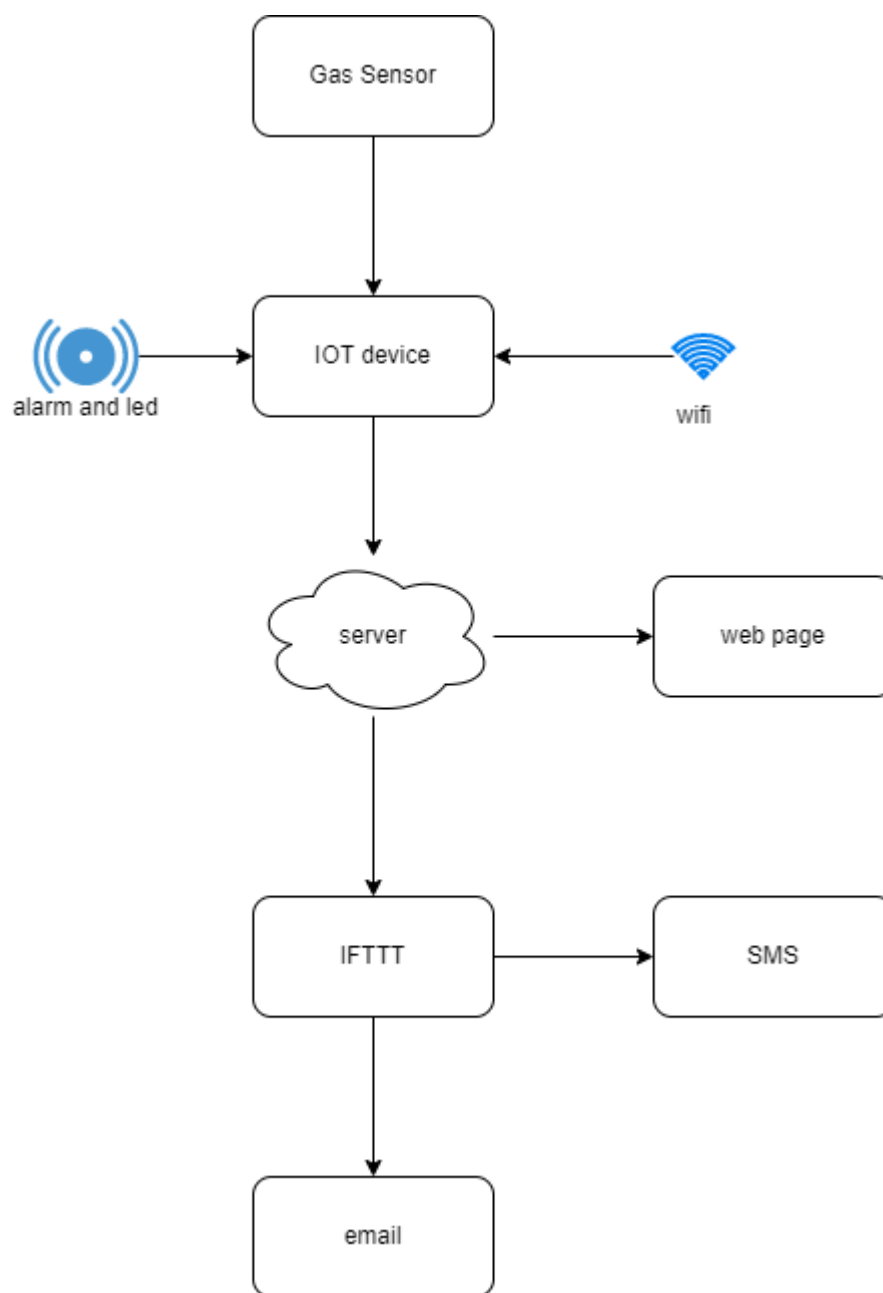 Gas Sensor
IOT device
alarm and led
wifi
server
web page
IFTTT
SMS
email